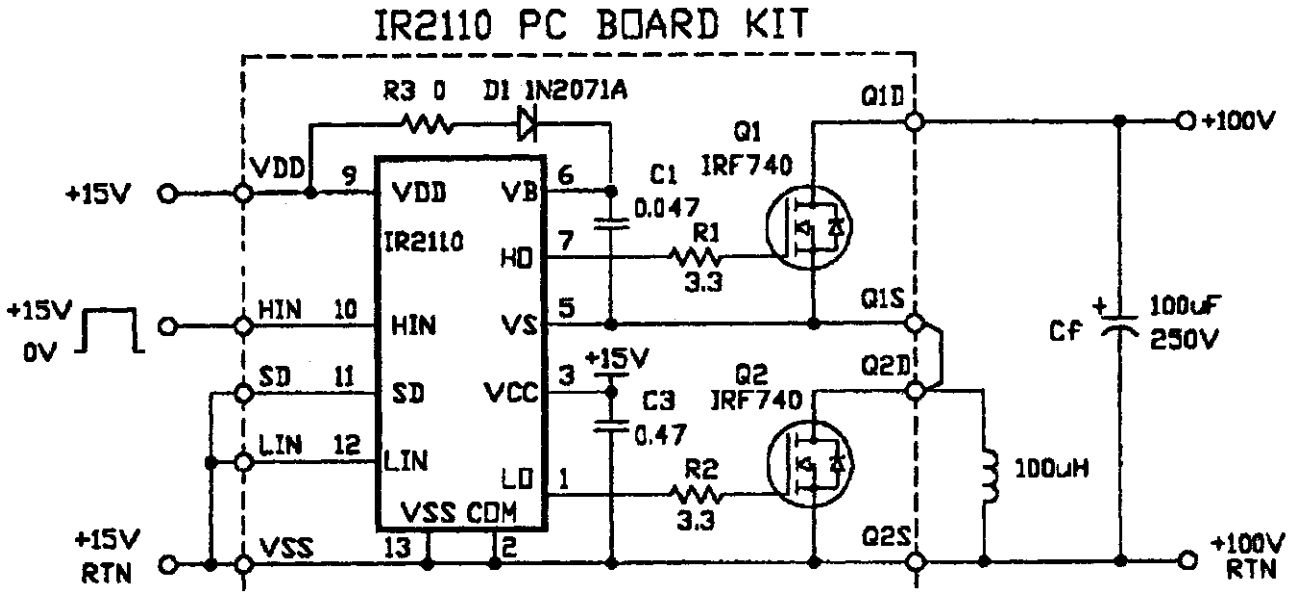 IR2110 PC BOARD KIT
R3 0 D1 1N2071A
Q1D
+100V
Q1
IRF740
VDD
9
+15V
VDD
VB
6
C1
0.047
IR2110
R1
7
HO
3.3
+15V
0V
HIN
10
HIN
VS
5
Q1S
+15V
Cf
+
100uF
250V
SD
11
SD
VCC
3
C3
0.47
Q2
IRF740
Q2D
LIN
12
LIN
LO
1
R2
3.3
100uH
VSS COM
+15V
RTN
VSS
13
2
Q2S
+100V
RTN